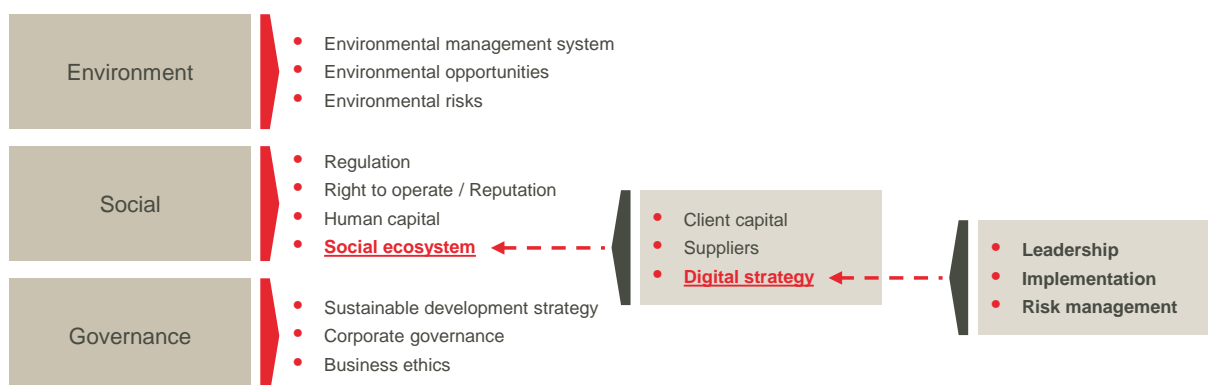 Environment
Environmental management system
Environmental opportunities
Environmental risks
Social
Regulation
Right to operate / Reputation
Human capital
Social ecosystem
Client capital
Suppliers
Digital strategy
Leadership
Implementation
Risk management
Governance
Sustainable development strategy
Corporate governance
Business ethics